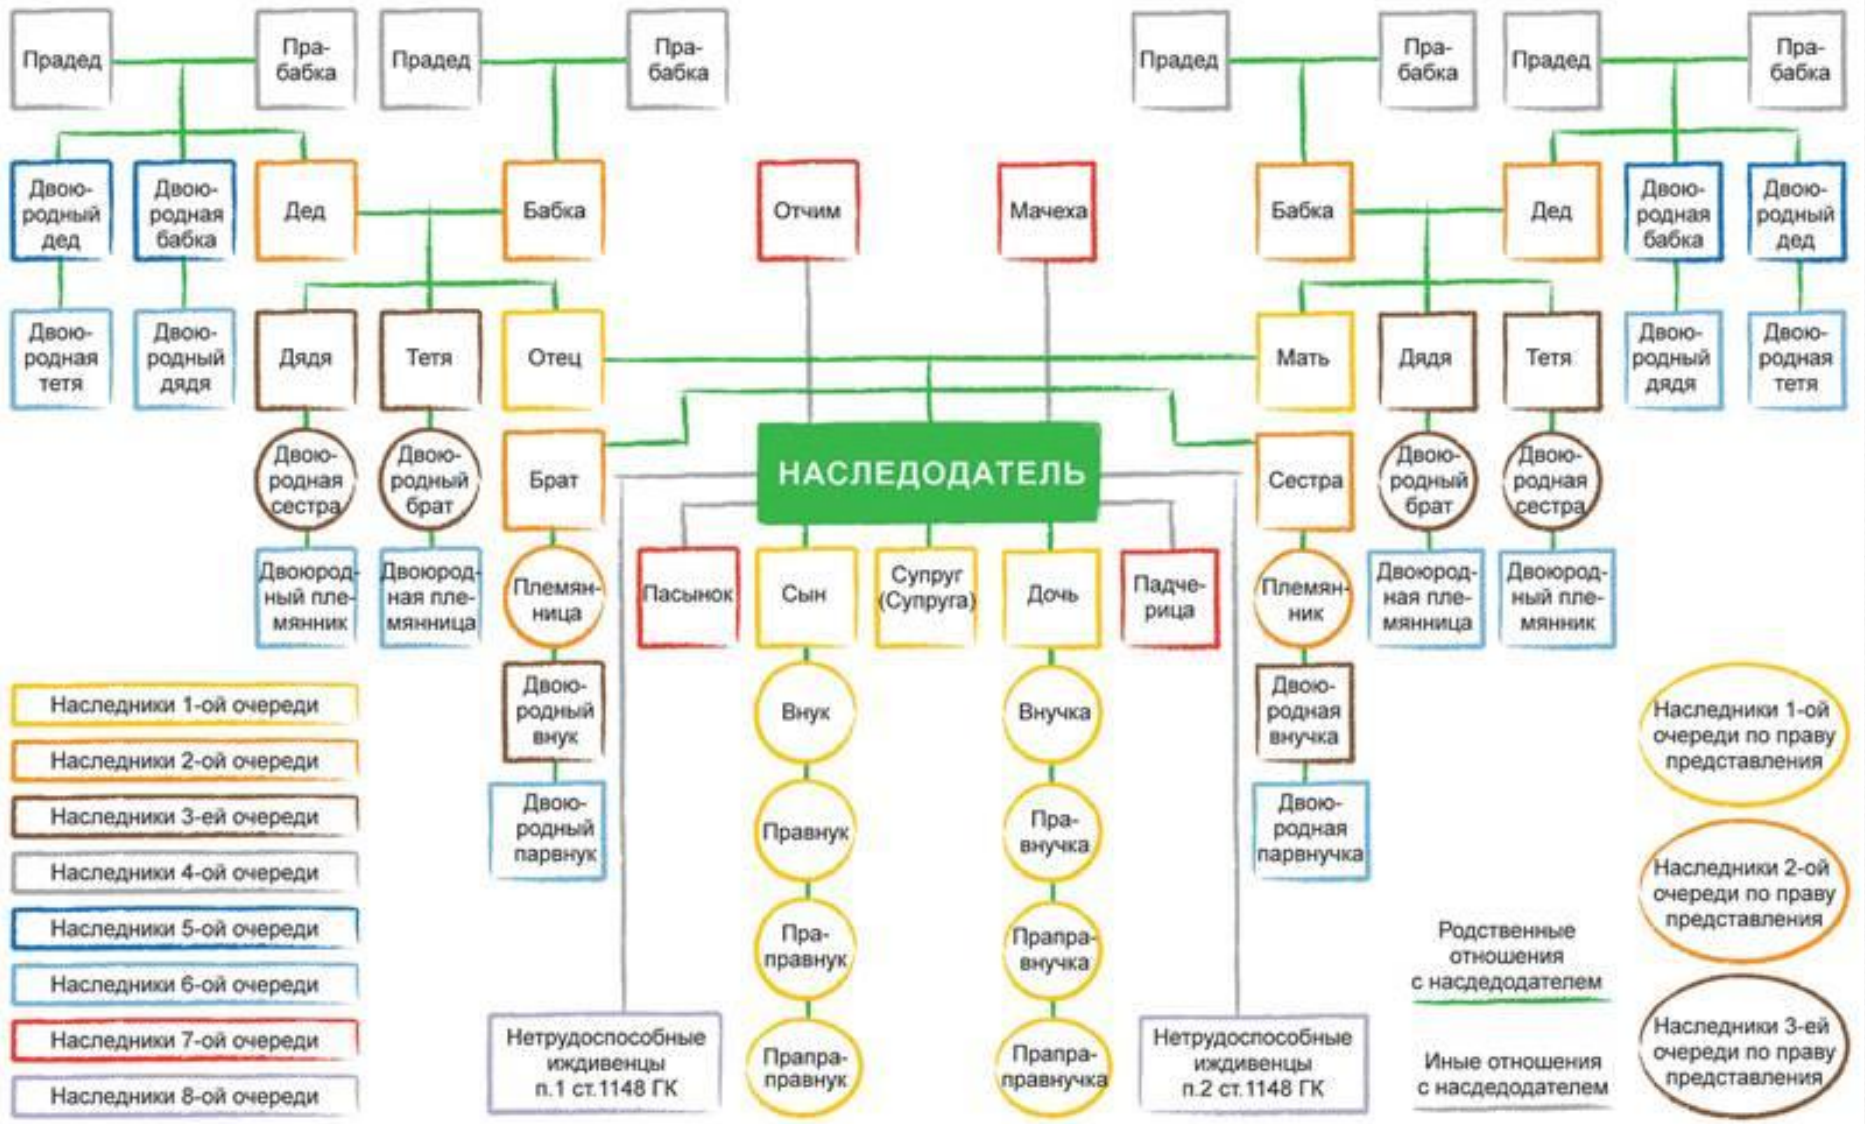 Прадед
Пра-
бабка
Прадед
Пра-
бабка
Прадед
Пра-
бабка
Прадед
Пра-
бабка
Двою-
родный
дед
Двою-
родная
бабка
Дед
Бабка
Отчим
Мачеха
Бабка
Дед
Двою-
родная
бабка
Двою-
родный
дед
Двою-
родная
тетя
Двою-
родный
дядя
Дядя
Тетя
Отец
Мать
Дядя
Тетя
Двою-
родный
дядя
Двою-
родная
тетя
Двою-
родная
сестра
Двою-
родный
брат
Брат
НАСЛЕДОДАТЕЛЬ
Сестра
Двою-
родный
брат
Двою-
родная
сестра
Двоюрод-
ный пле-
мянник
Двоюрод-
ная пле-
мянница
Племян-
ница
Пасынок
Сын
Супруг
(Супруга)
Дочь
Падче-
рица
Племян-
ник
Двоюрод-
ная пле-
мянница
Двоюрод-
ный пле-
мянник
Двою-
родный
внук
Внук
Внучка
Двою-
родная
внучка
Двою-
родный
парвнук
Правнук
Пра-
внучка
Двою-
родная
парвнучка
Пра-
правнук
Прапра-
внучка
Нетрудоспособные
иждивенцы
п.1 ст.1148 ГК
Прапра-
правнук
Прапра-
правнучка
Нетрудоспособные
иждивенцы
п.2 ст.1148 ГК
Наследники 1-ой очереди
Наследники 2-ой очереди
Наследники 3-ей очереди
Наследники 4-ой очереди
Наследники 5-ой очереди
Наследники 6-ой очереди
Наследники 7-ой очереди
Наследники 8-ой очереди
Родственные
отношения
с насдедодателем
Иные отношения
с насдедодателем
Наследники 1-ой
очереди по праву
представления
Наследники 2-ой
очереди по праву
представления
Наследники 3-ей
очереди по праву
представления